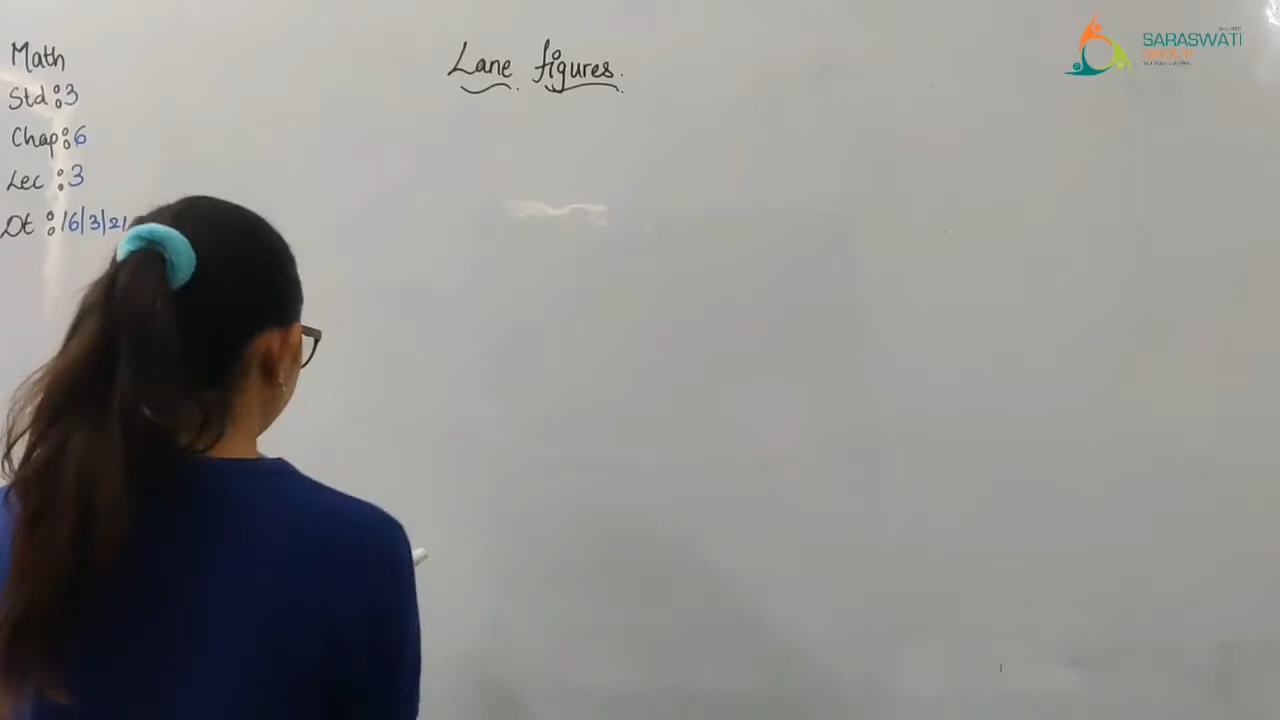 Math
Std : 3
Chap : 6
Lec : 3
Dt : 16/3/21
Lane figures.
SARASWATI